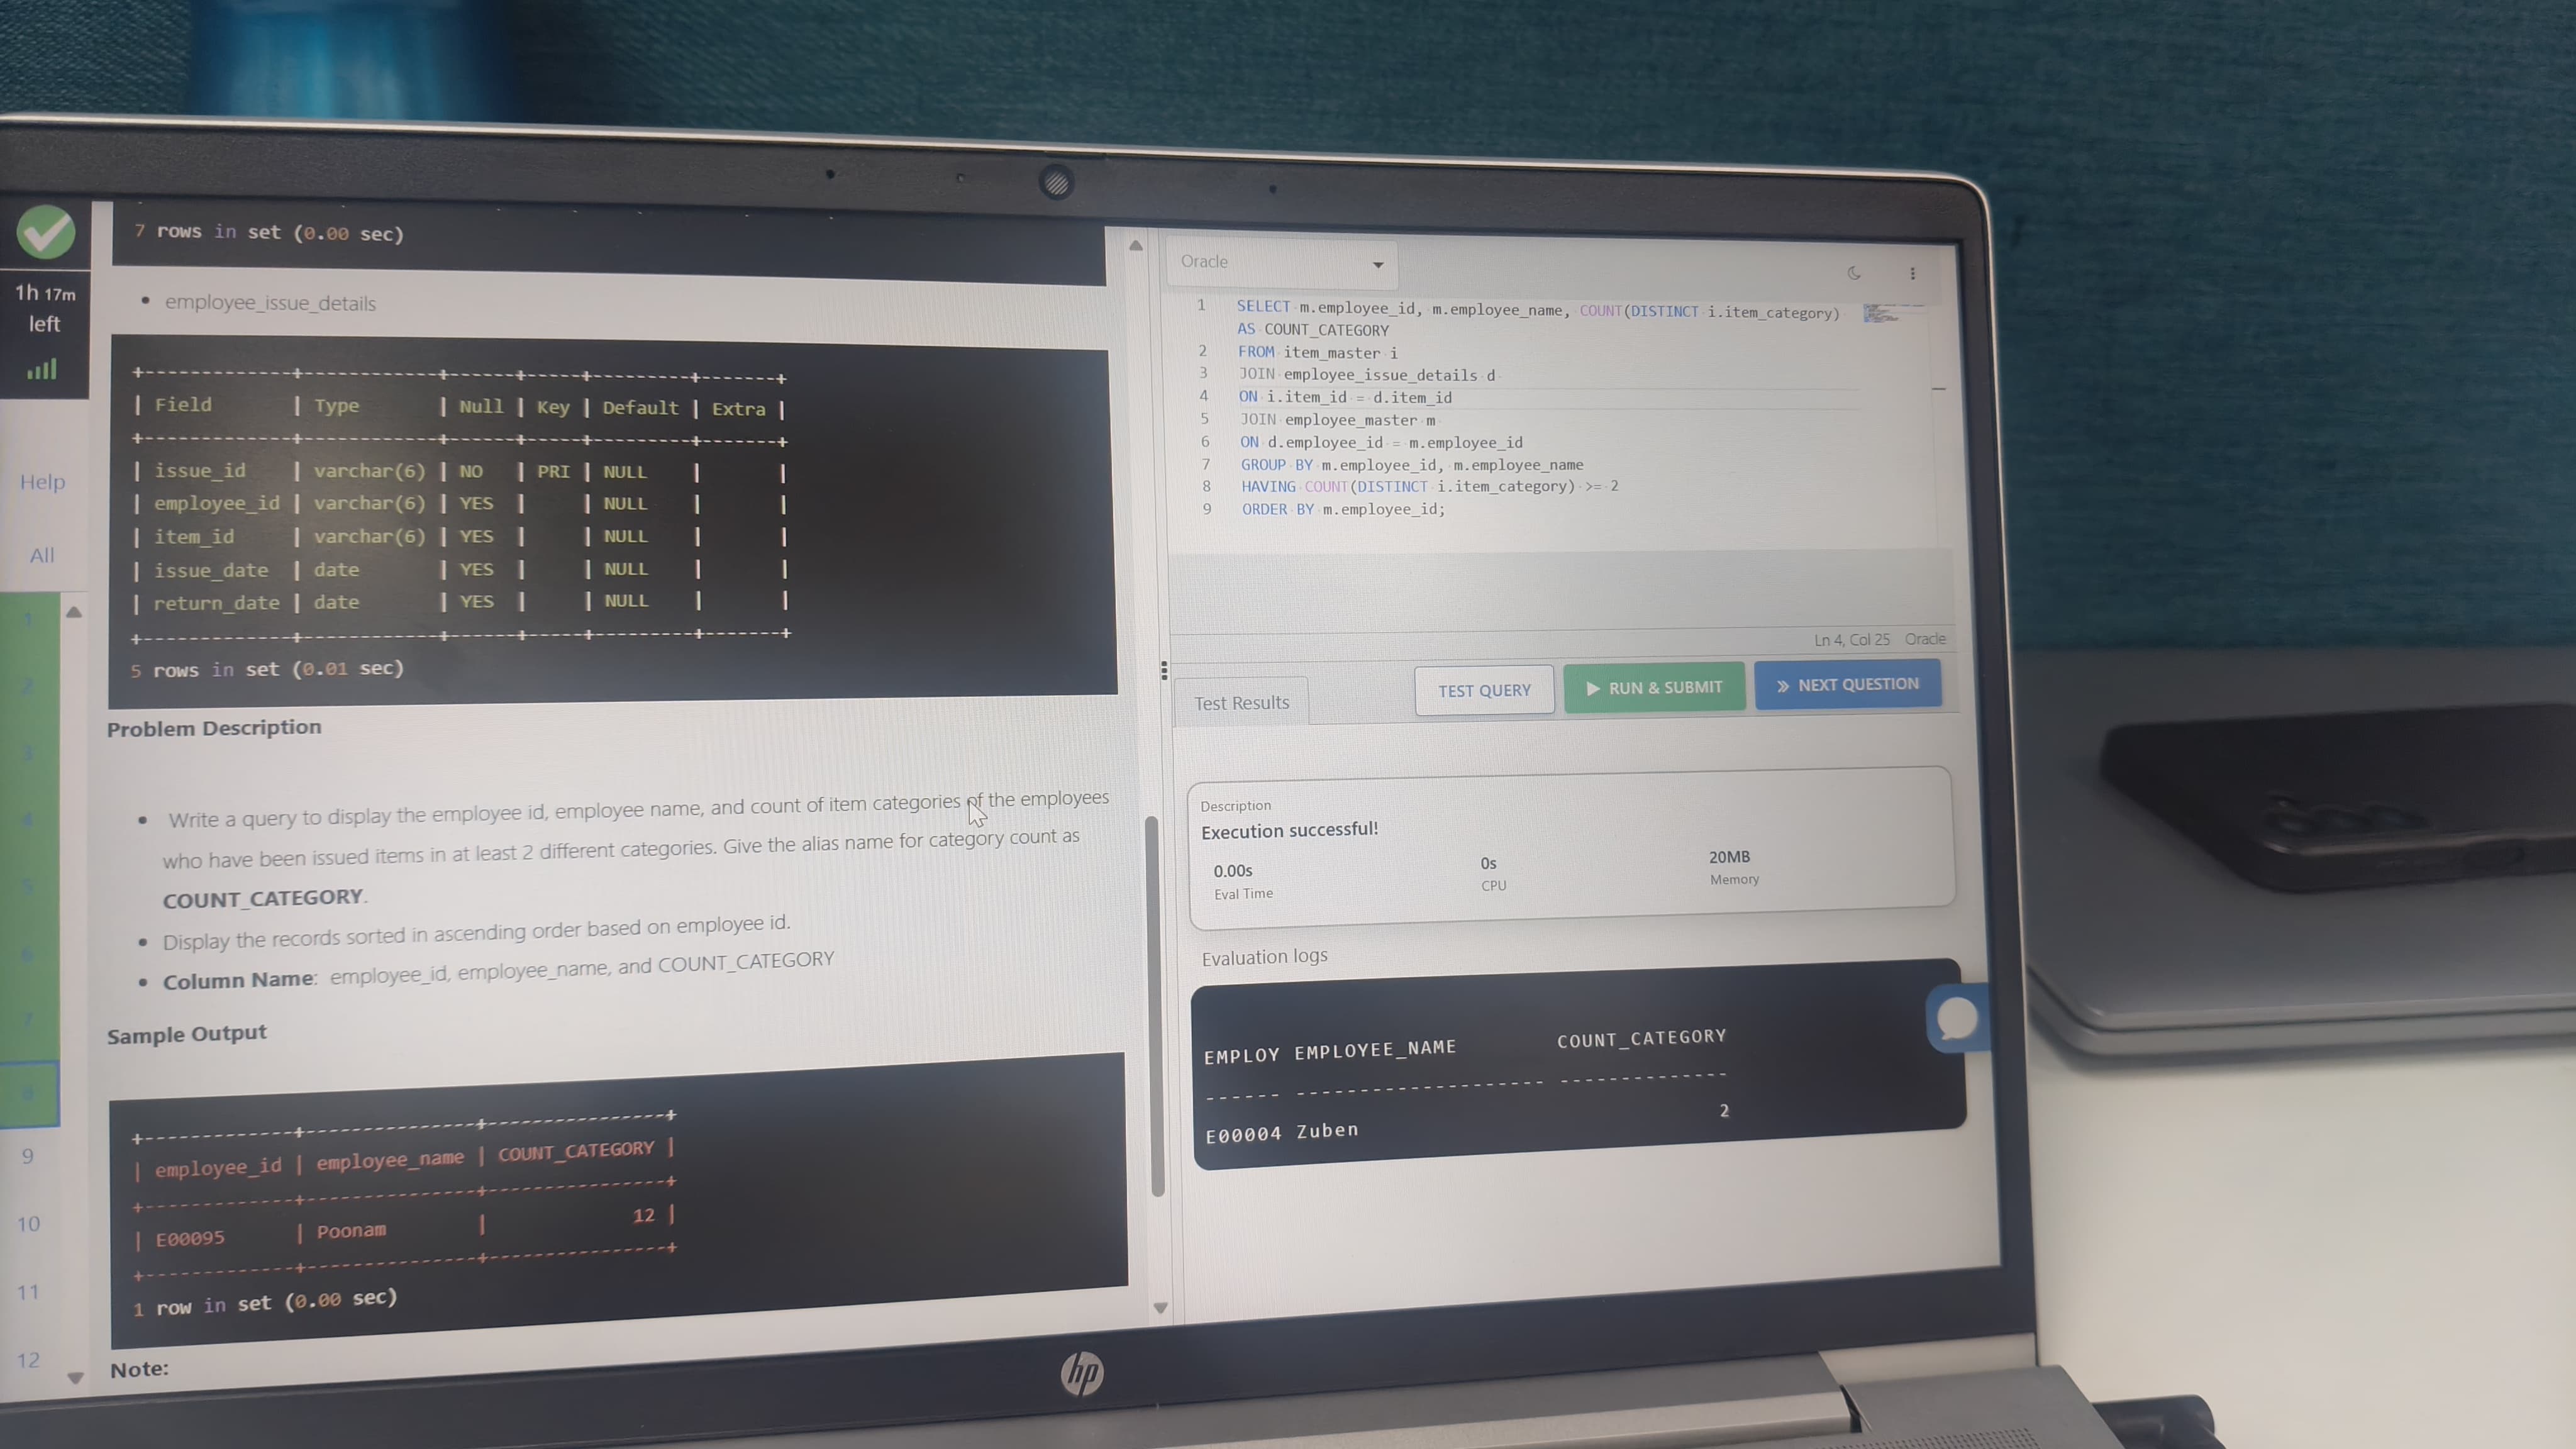 7 rows in set (0.00 sec)
1h 17m
left
Help
All
1
2
3
4
5
6
7
8
9
10
11
12
• employee_issue_details
+-------------+------------+------+-----+---------+-------+
| Field | Type | Null | Key | Default | Extra |
+-------------+------------+------+-----+---------+-------+
| issue_id | varchar(6) | NO | PRI | NULL | |
| employee_id | varchar(6) | YES | | NULL | |
| item_id | varchar(6) | YES | | NULL | |
| issue_date | date | YES | | NULL | |
| return_date | date | YES | | NULL | |
+-------------+------------+------+-----+---------+-------+
5 rows in set (0.01 sec)
Problem Description
• Write a query to display the employee id, employee name, and count of item categories of the employees
who have been issued items in at least 2 different categories. Give the alias name for category count as
COUNT_CATEGORY.
• Display the records sorted in ascending order based on employee id.
• Column Name: employee_id, employee_name, and COUNT_CATEGORY
Sample Output
+-------------+---------------+----------------+
| employee_id | employee_name | COUNT_CATEGORY |
+-------------+---------------+----------------+
| E00095 | Poonam | 12 |
+-------------+---------------+----------------+
1 row in set (0.00 sec)
Note:
Oracle
1 SELECT m.employee_id, m.employee_name, COUNT(DISTINCT i.item_category)
AS COUNT_CATEGORY
2 FROM item_master i
3 JOIN employee_issue_details d
4 ON i.item_id = d.item_id
5 JOIN employee_master m
6 ON d.employee_id = m.employee_id
7 GROUP BY m.employee_id, m.employee_name
8 HAVING COUNT(DISTINCT i.item_category) >= 2
9 ORDER BY m.employee_id;
Ln 4, Col 25 Oracle
Test Results
TEST QUERY
RUN & SUBMIT
NEXT QUESTION
Description
Execution successful!
0.00s 0s 20MB
Eval Time CPU Memory
Evaluation logs
EMPLOY EMPLOYEE_NAME COUNT_CATEGORY
------ -------------------- --------------
E00004 Zuben 2
hp